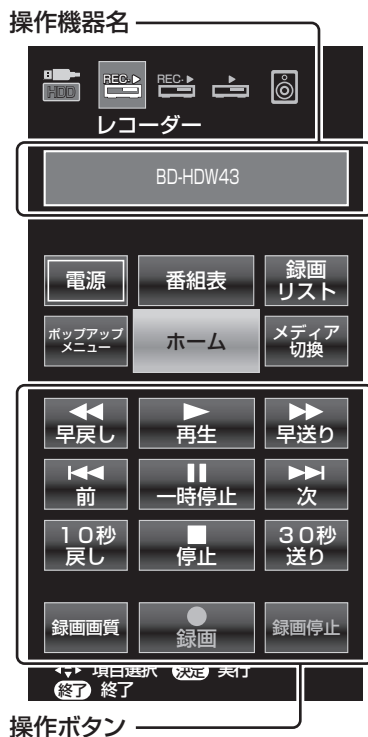 操作機器名
HDD REC REC
レコーダー
BD-HDW43
電源 番組表 録画リスト
ポップアップメニュー ホーム メディア切換
早戻し 再生 早送り
前 一時停止 次
10秒戻し 停止 30秒送り
録画画質 録画 録画停止
項目選択 決定 実行
終了 終了
操作ボタン